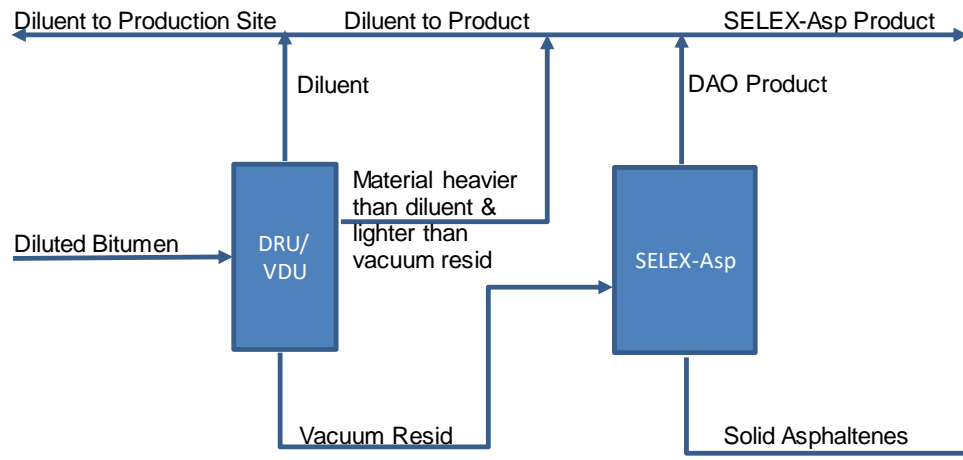 Diluent to Production Site
Diluent to Product
SELEX-Asp Product
Diluent
DAO Product
Material heavier
than diluent &
lighter than
vacuum resid
Diluted Bitumen
DRU/
VDU
SELEX-Asp
Vacuum Resid
Solid Asphaltenes